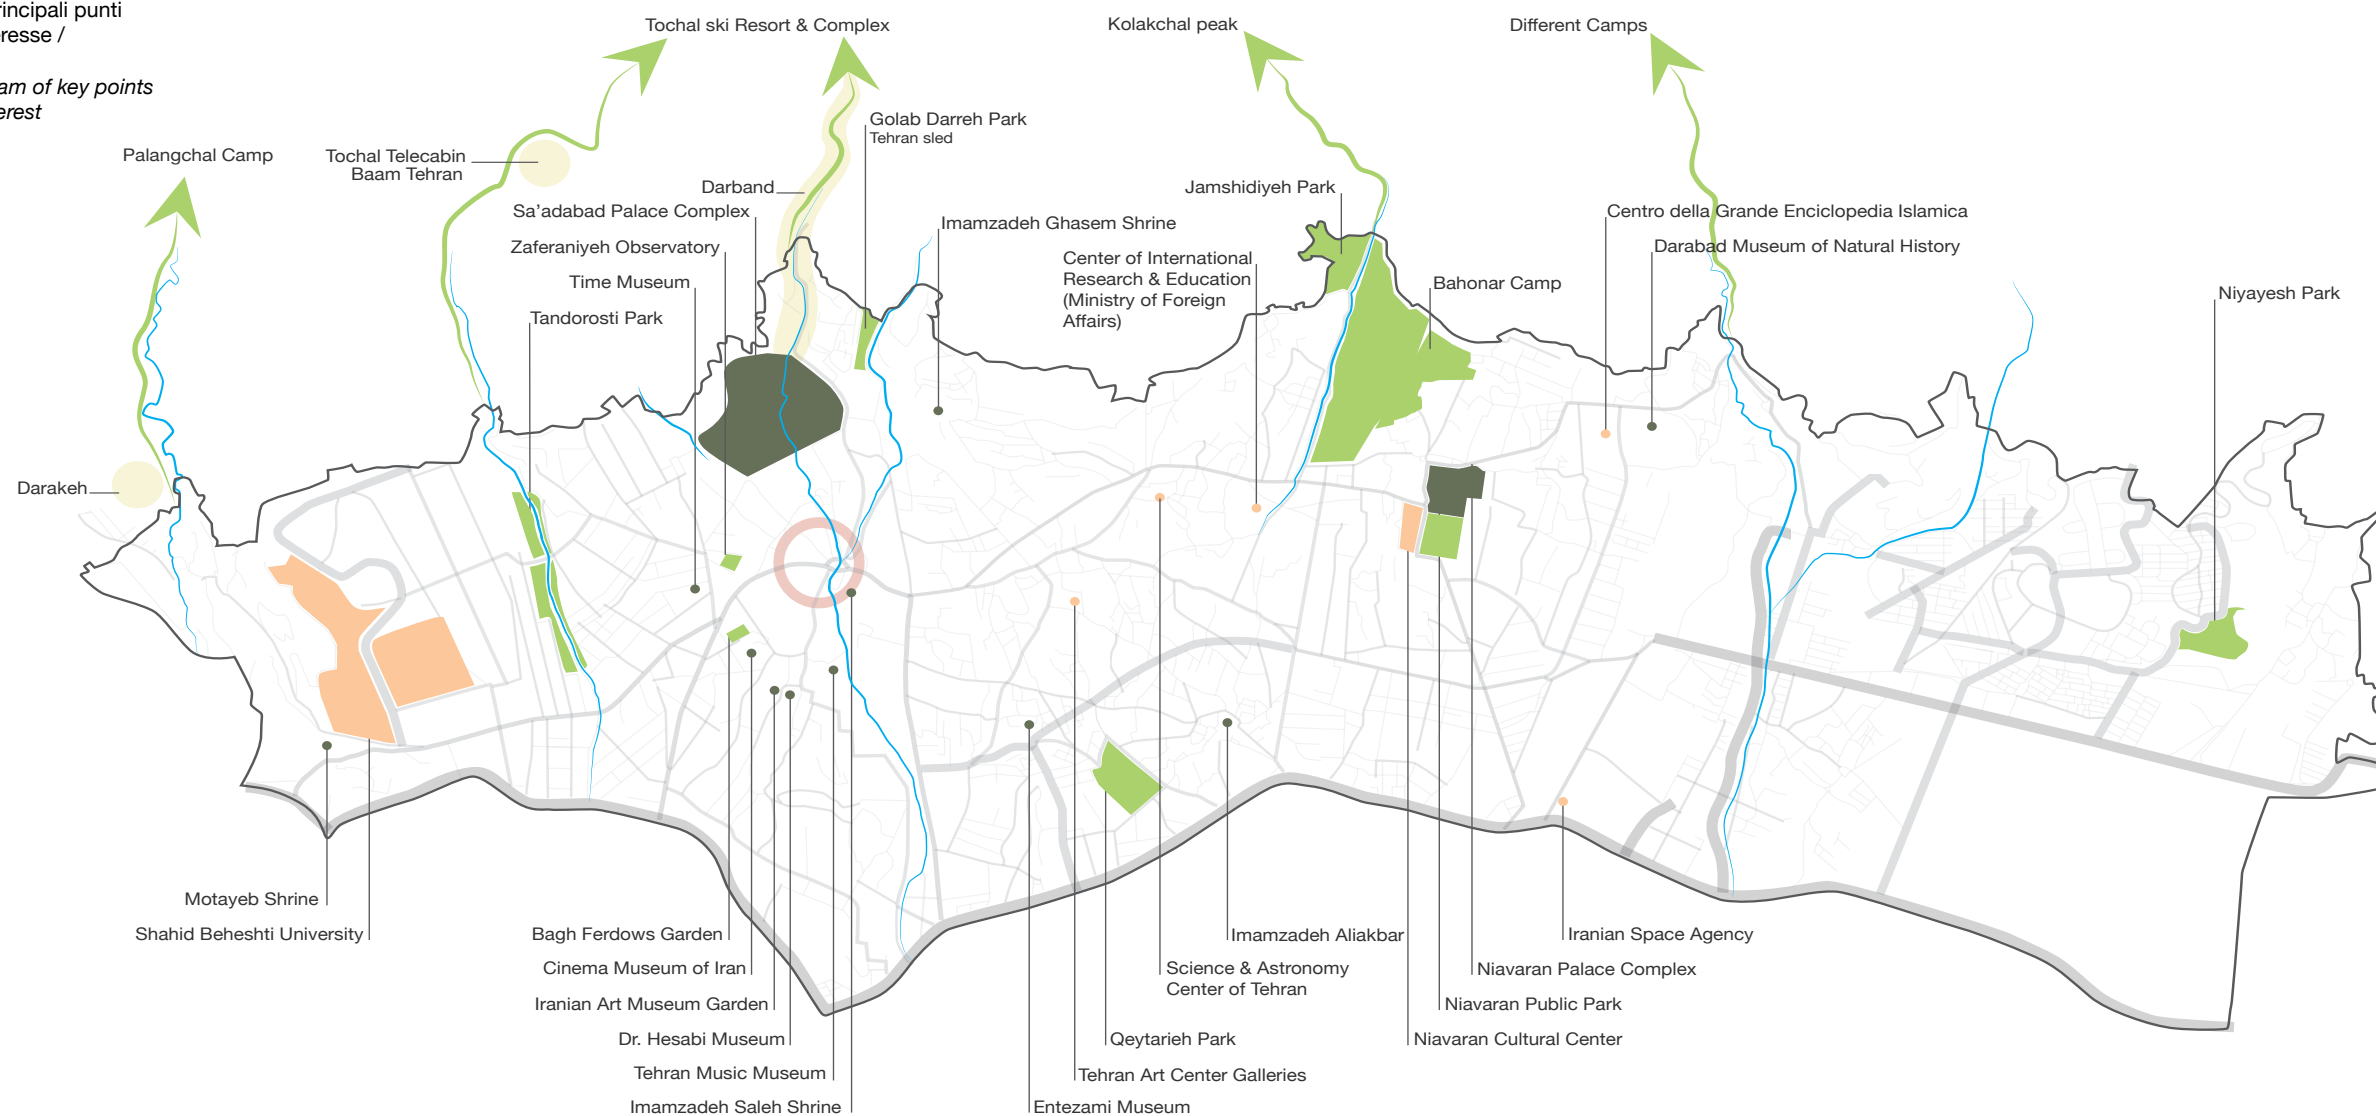 punti
/
of key points
Tochal ski Resort & Complex
Kolakchal peak
Different Camps
Golab Darreh Park
Tehran sled
Palangchal Camp
Tochal Telecabin
Baam Tehran
Darband
Jamshidiyeh Park
Sa'adabad Palace Complex
Imamzadeh Ghasem Shrine
Centro della Grande Enciclopedia Islamica
Zaferaniyeh Observatory
Darabad Museum of Natural History
Center of International
Research & Education
(Ministry of Foreign
Affairs)
Time Museum
Bahonar Camp
Niyayesh Park
Tandorosti Park
Darakeh
Motayeb Shrine
Shahid Beheshti University
Bagh Ferdows Garden
Cinema Museum of Iran
Iranian Art Museum Garden
Dr. Hesabi Museum
Tehran Music Museum
Imamzadeh Saleh Shrine
Imamzadeh Aliakbar
Science & Astronomy
Center of Tehran
Qeytarieh Park
Tehran Art Center Galleries
Entezami Museum
Iranian Space Agency
Niavaran Palace Complex
Niavaran Public Park
Niavaran Cultural Center